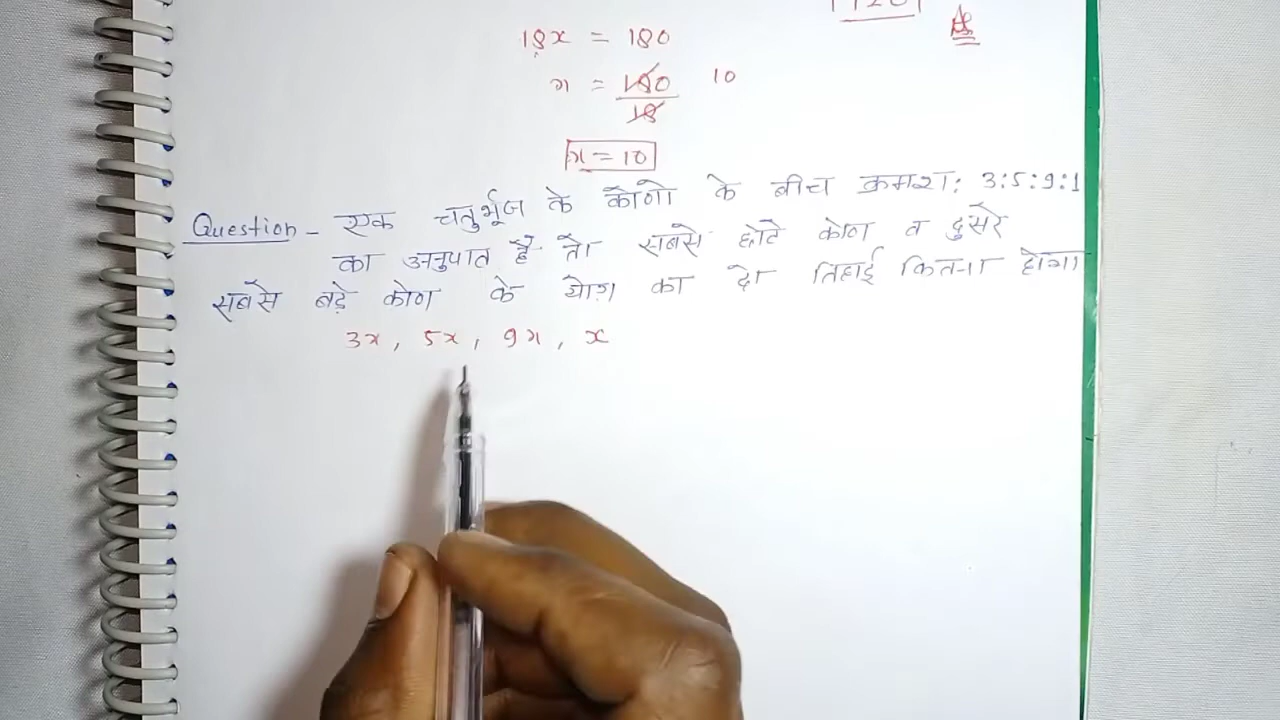 18x = 180
x = 180 10
18
x = 10
Question - एक चतुर्भूज के कोणो के बीच क्रमश: 3:5:9:1
का अनुपात है तो सबसे छोटे कोण व दुसरे
सबसे बड़े कोण के योग का दो तिहाई कितना होगा
3x, 5x, 9x, x